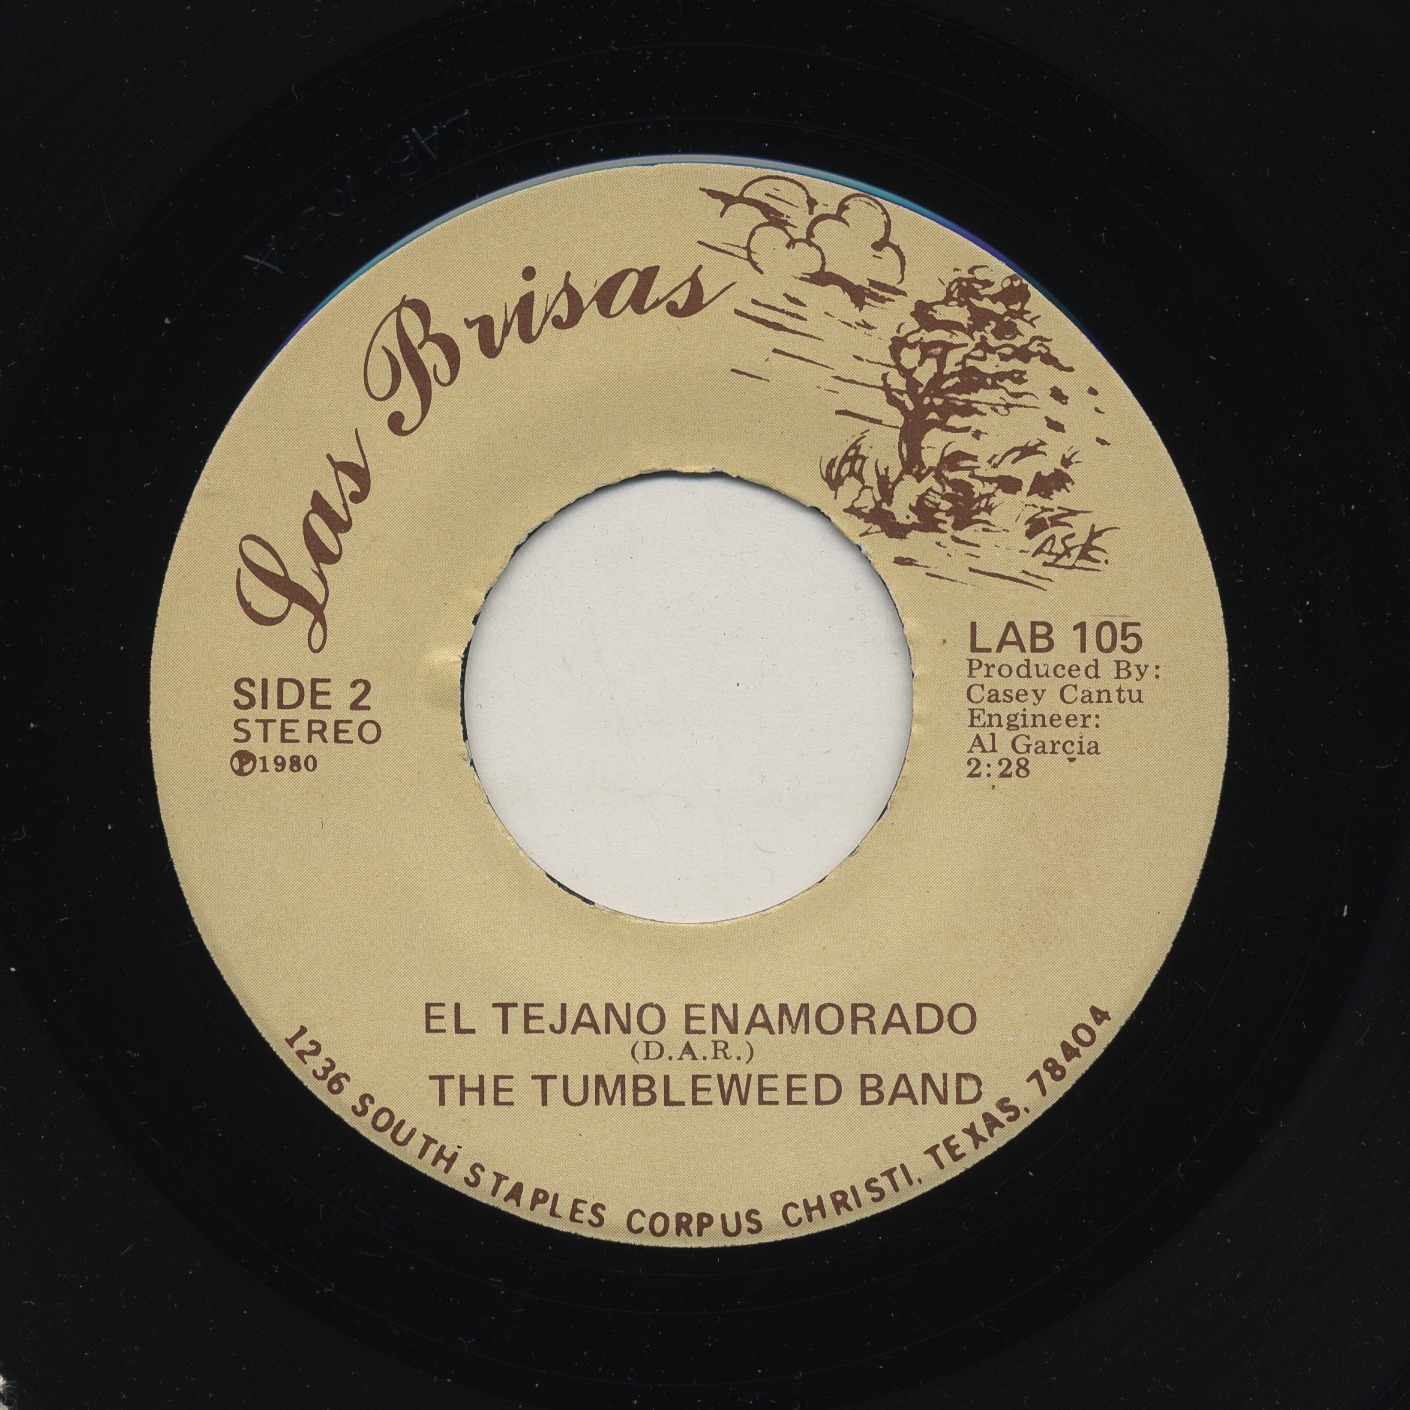 Las Brisas
ASK
SIDE 2
STEREO
℗1980
LAB 105
Produced By:
Casey Cantu
Engineer:
Al Garcia
2:28
EL TEJANO ENAMORADO
(D.A.R.)
THE TUMBLEWEED BAND
1236 SOUTH STAPLES CORPUS CHRISTI, TEXAS, 78404